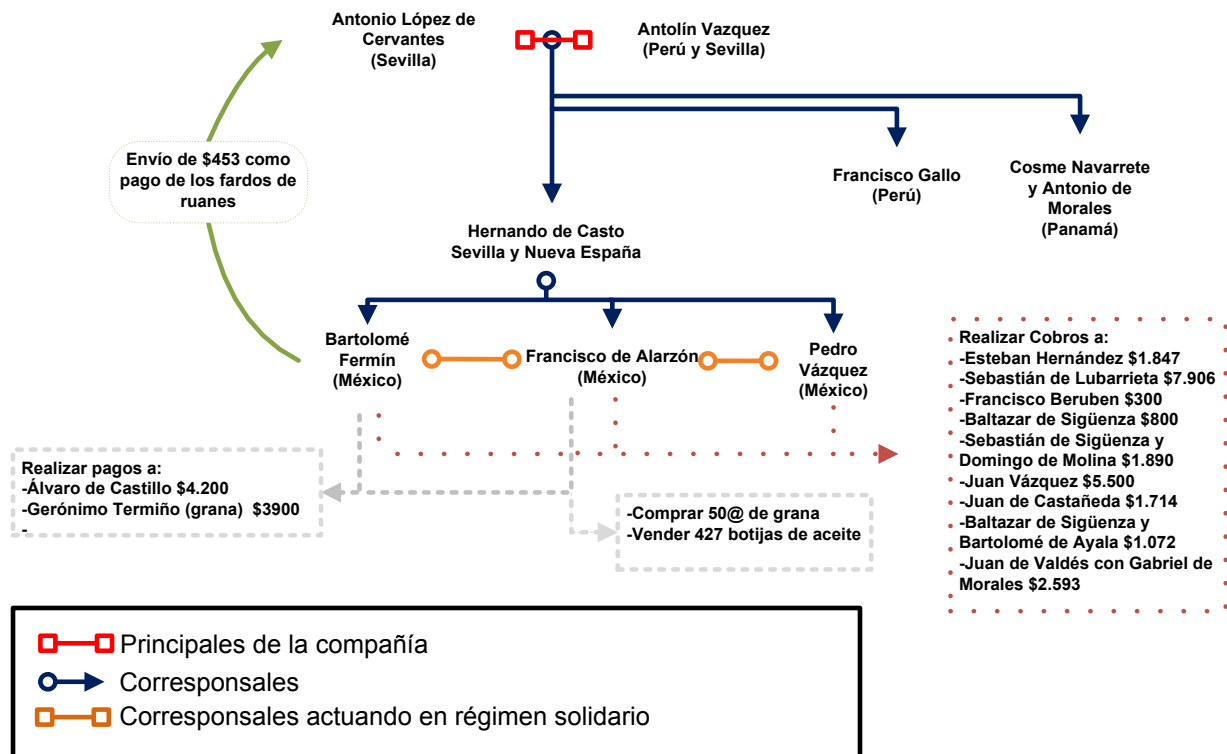 Antonio López de
Cervantes
(Sevilla)
Antolín Vazquez
(Perú y Sevilla)
Envío de $453 como
pago de los fardos de
ruanes
Francisco Gallo
(Perú)
Cosme Navarrete
y Antonio de
Morales
(Panamá)
Hernando de Casto
Sevilla y Nueva España
Bartolomé
Fermín
(México)
Francisco de Alarzón
(México)
Pedro
Vázquez
(México)
Realizar Cobros a:
-Esteban Hernández $1.847
-Sebastián de Lubarrieta $7.906
-Francisco Beruben $300
-Baltazar de Sigüenza $800
-Sebastián de Sigüenza y
Domingo de Molina $1.890
-Juan Vázquez $5.500
-Juan de Castañeda $1.714
-Baltazar de Sigüenza y
Bartolomé de Ayala $1.072
-Juan de Valdés con Gabriel de
Morales $2.593
Realizar pagos a:
-Álvaro de Castillo $4.200
-Gerónimo Termiño (grana) $3900
-
-Comprar 50@ de grana
-Vender 427 botijas de aceite
Principales de la compañía
Corresponsales
Corresponsales actuando en régimen solidario